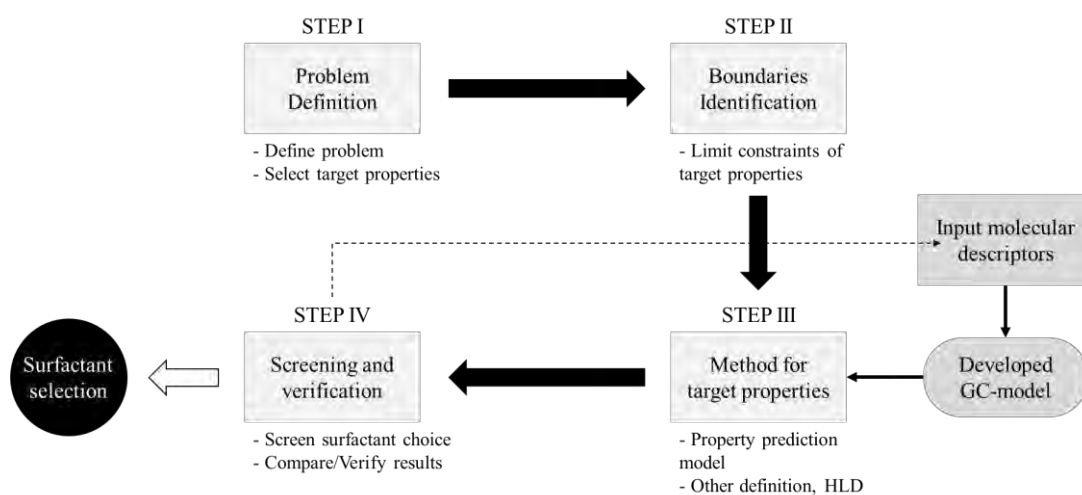 STEP I
Problem
Definition
- Define problem
- Select target properties
STEP II
Boundaries
Identification
- Limit constraints of
target properties
Input molecular
descriptors
Developed
GC-model
STEP III
Method for
target properties
- Property prediction
model
- Other definition, HLD
STEP IV
Screening and
verification
- Screen surfactant choice
- Compare/Verify results
Surfactant
selection